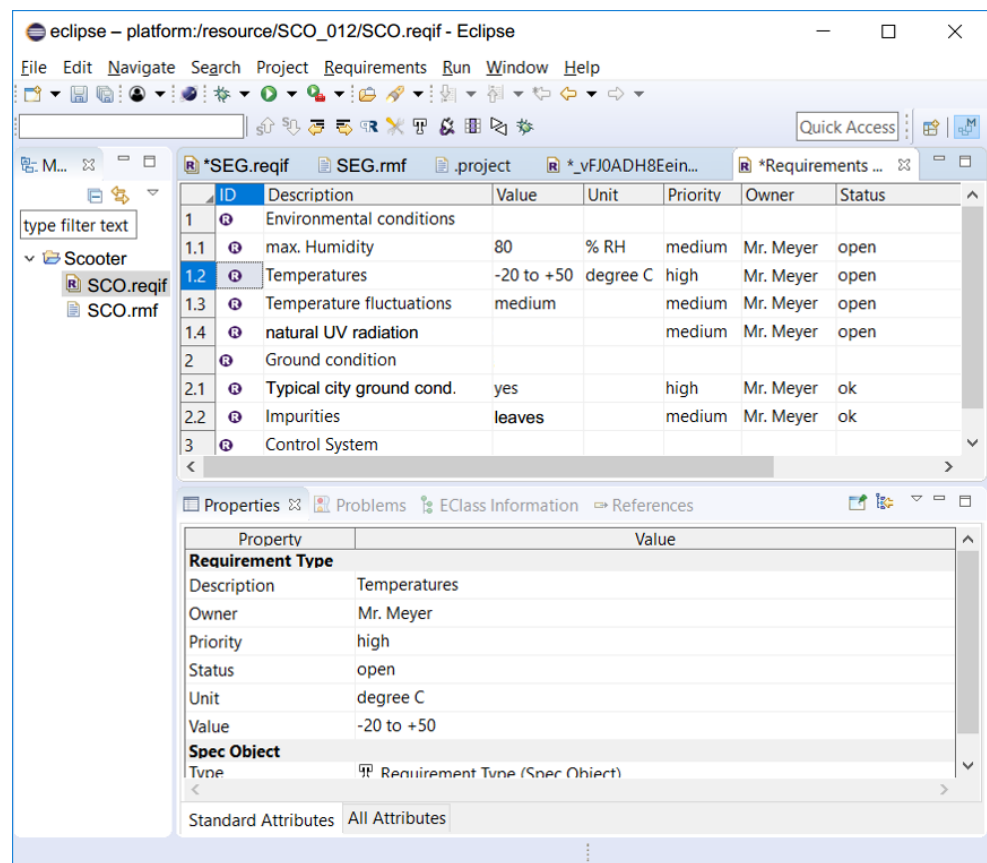 eclipse – platform:/resource/SCO_012/SCO.reqif - Eclipse
File Edit Navigate Search Project Requirements Run Window Help
Quick Access
M...
*SEG.reqif SEG.rmf .project *_vFJ0ADH8Eein... *Requirements ...
type filter text
Scooter
SCO.reqif
SCO.rmf
ID Description Value Unit Priority Owner Status
1 Environmental conditions
1.1 max. Humidity 80 % RH medium Mr. Meyer open
1.2 Temperatures -20 to +50 degree C high Mr. Meyer open
1.3 Temperature fluctuations medium medium Mr. Meyer open
1.4 natural UV radiation medium Mr. Meyer open
2 Ground condition
2.1 Typical city ground cond. yes high Mr. Meyer ok
2.2 Impurities leaves medium Mr. Meyer ok
3 Control System
Properties Problems EClass Information References
Property Value
Requirement Type
Description Temperatures
Owner Mr. Meyer
Priority high
Status open
Unit degree C
Value -20 to +50
Spec Object
Type Requirement Type (Spec Object)
Standard Attributes All Attributes